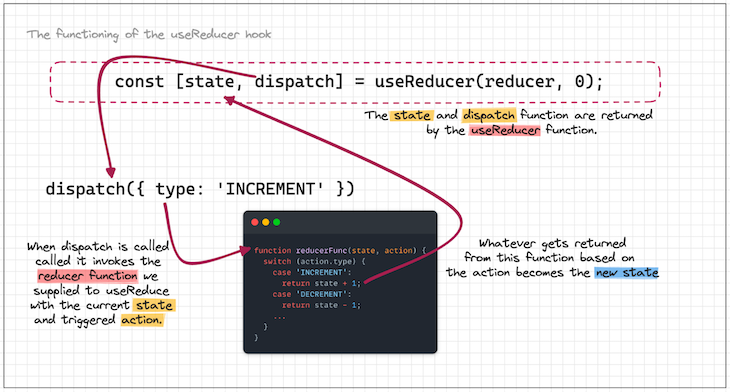 The functioning of the useReducer hook
const [state, dispatch] = useReducer(reducer, 0);
The state and dispatch function are returned
by the useReducer function.
dispatch({ type: 'INCREMENT' })
When dispatch is called
called it invokes the
reducer function we
supplied to useReduce
with the current state
and triggered action.
function reducerFunc(state, action) {
switch (action.type) {
case 'INCREMENT':
return state + 1;
case 'DECREMENT':
return state - 1;
...
}
}
Whatever gets returned
from this function based on
the action becomes the new state